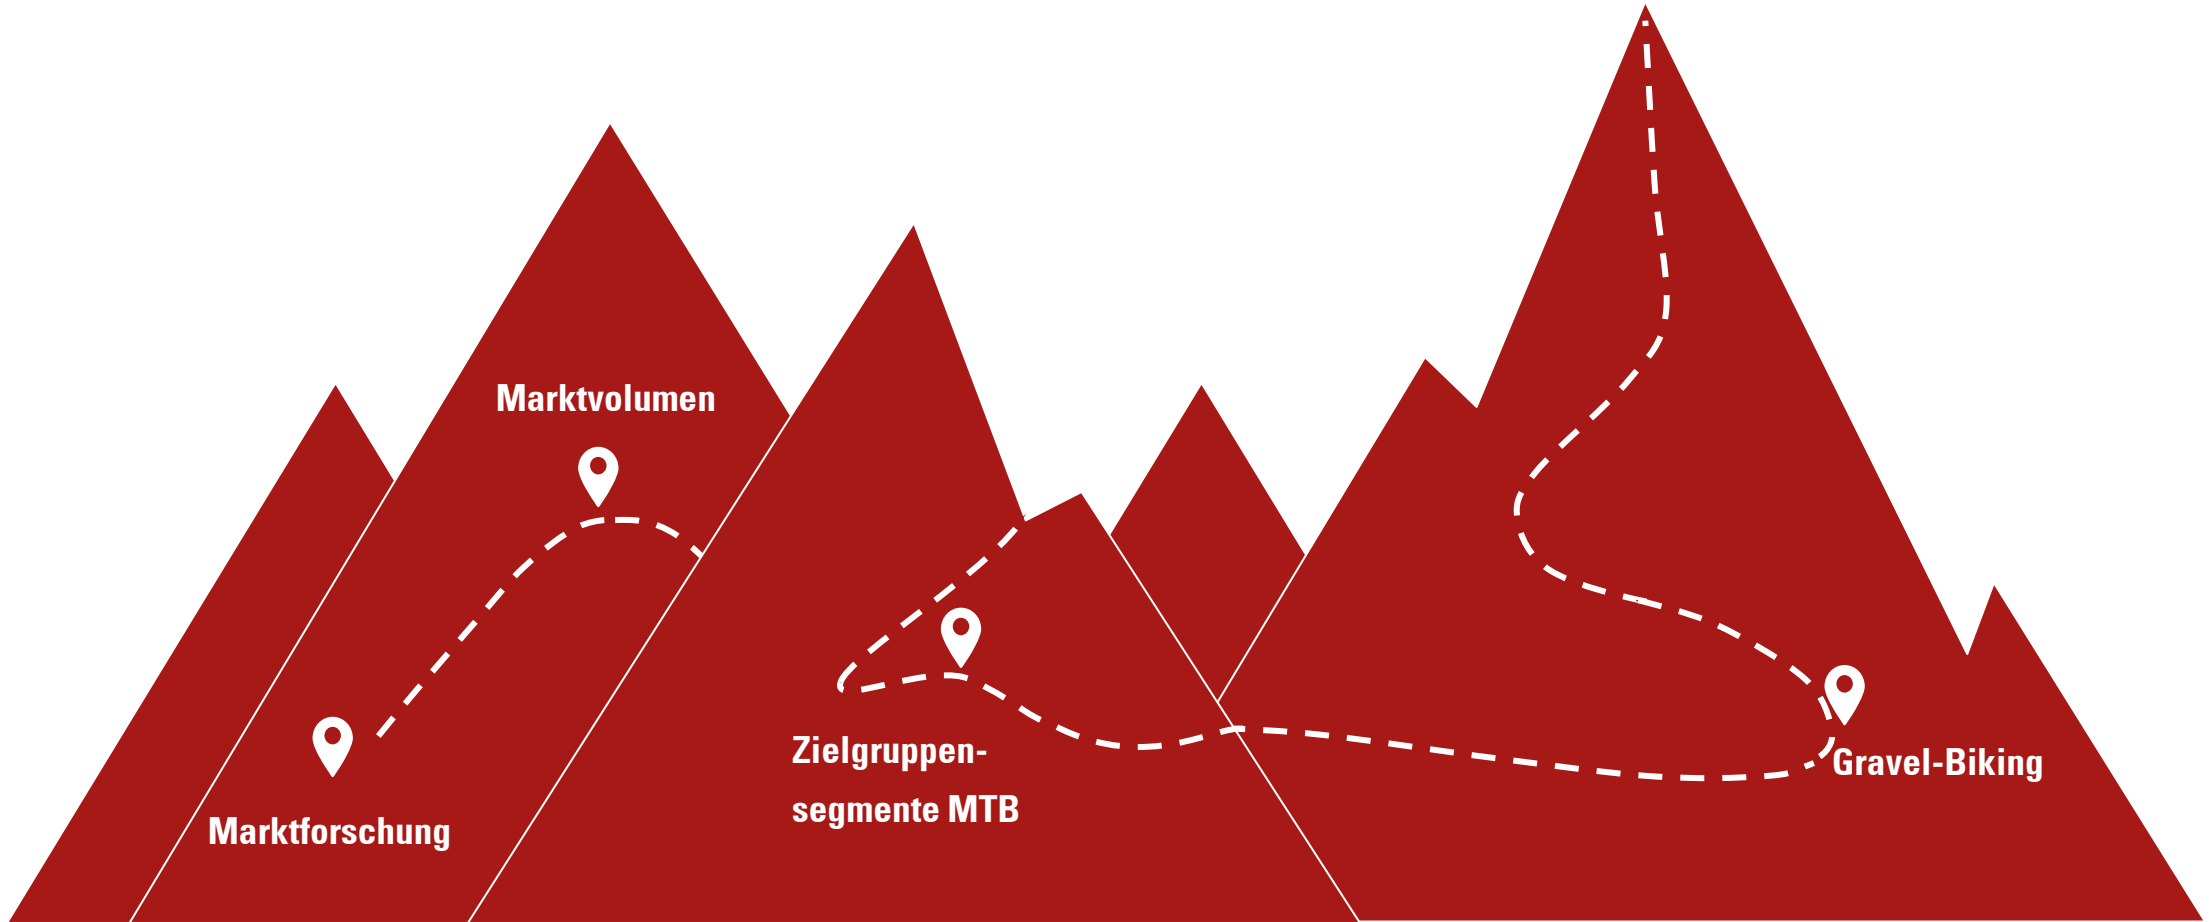 Marktvolumen
Zielgruppen-
segmente MTB
Gravel-Biking
Marktforschung